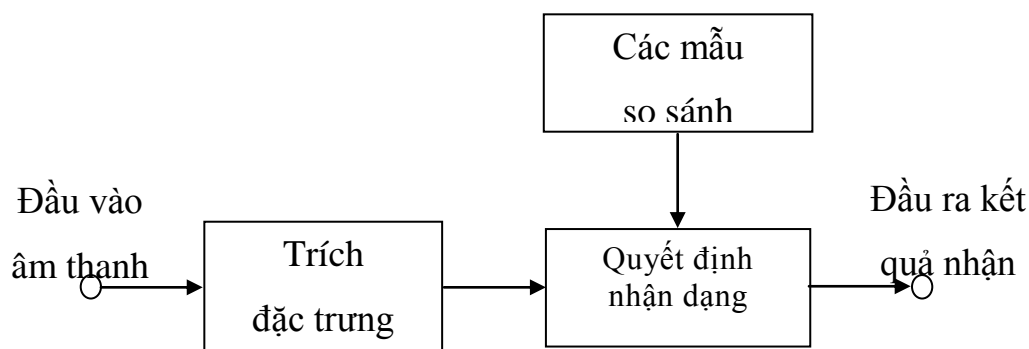 Các mẫu
so sánh
Đầu vào
âm thanh
Trích
đặc trưng
Quyết định
nhận dạng
Đầu ra kết
quả nhận